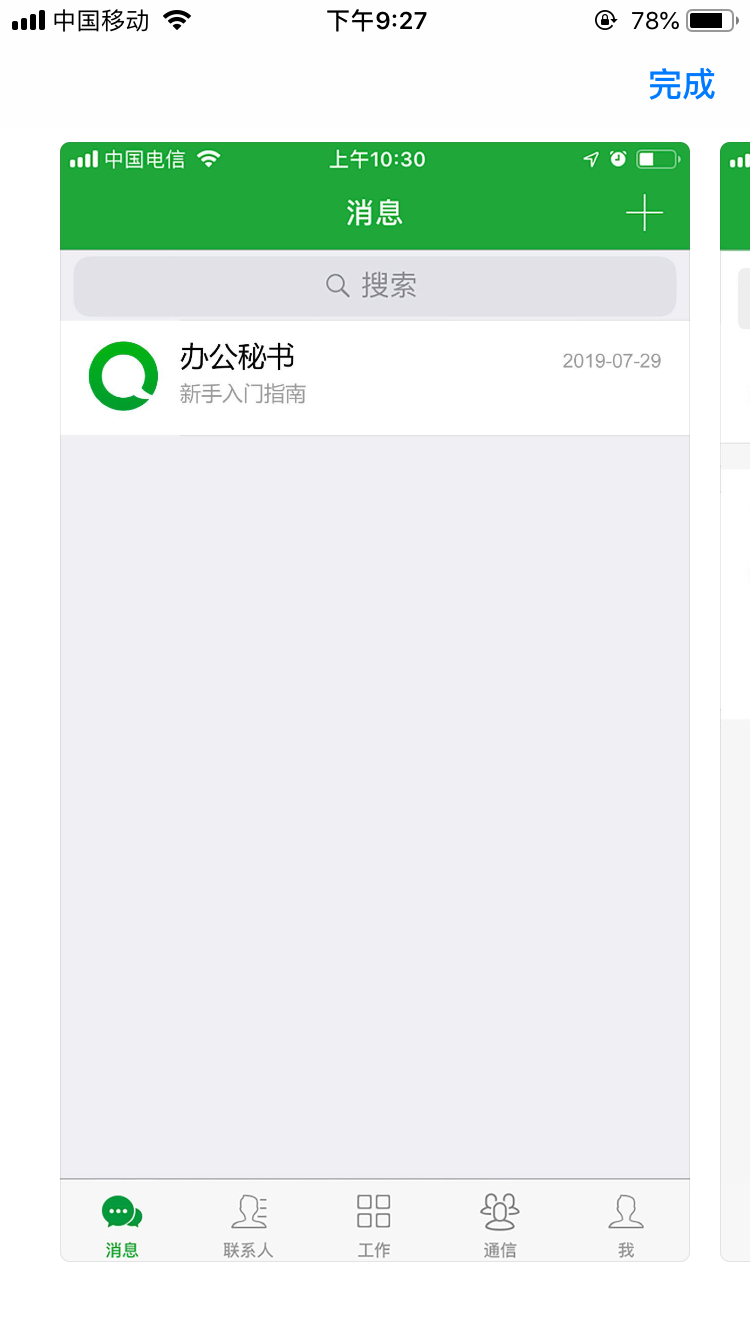 中国移动 下午9:27 78%
完成
中国电信 上午10:30
消息
搜索
办公秘书 2019-07-29
新手入门指南
消息 联系人 工作 通信 我